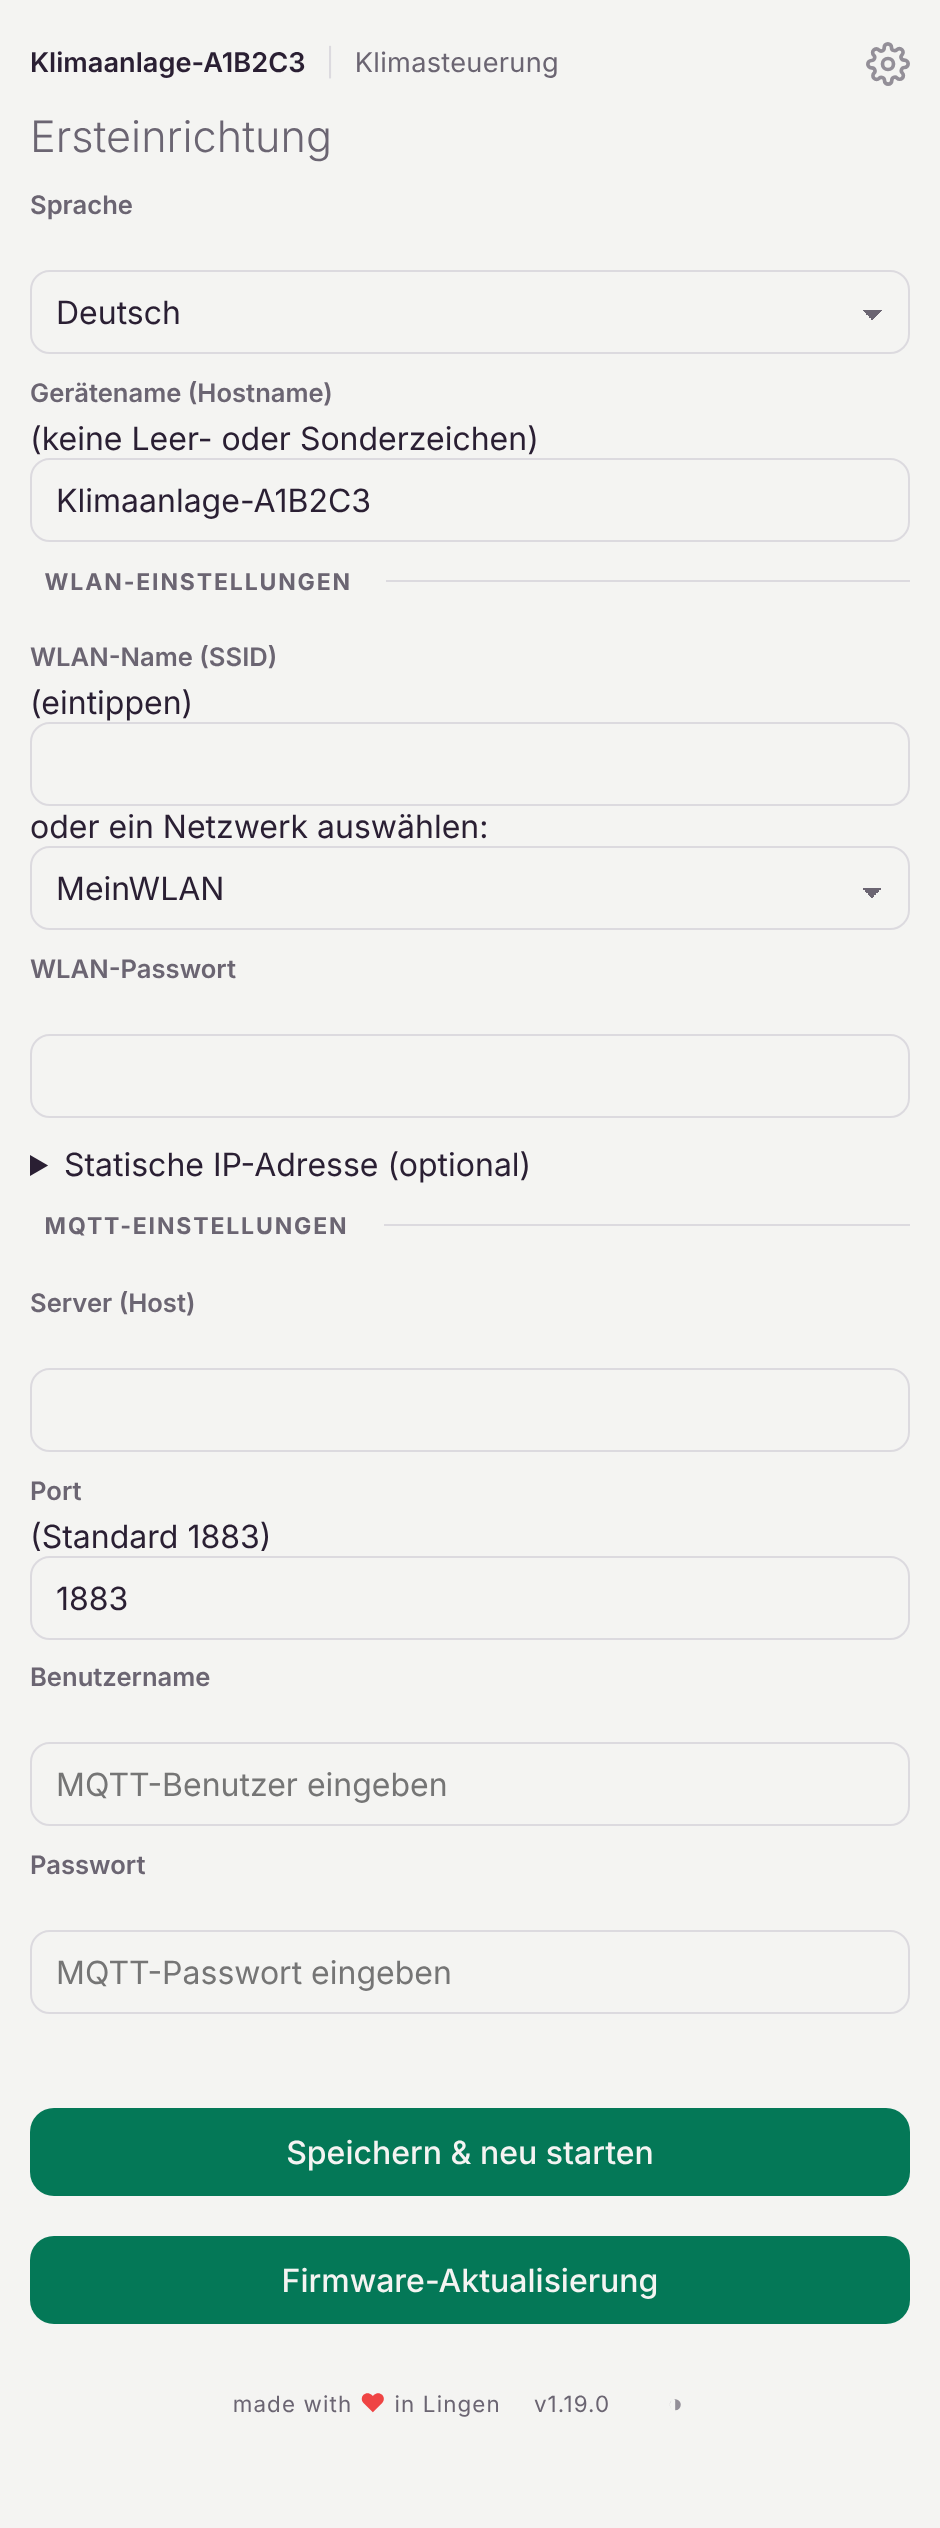 Klimaanlage-A1B2C3 Klimasteuerung
Ersteinrichtung
Sprache
Deutsch
Gerätename (Hostname)
(keine Leer- oder Sonderzeichen)
Klimaanlage-A1B2C3
WLAN-EINSTELLUNGEN
WLAN-Name (SSID)
(eintippen)
oder ein Netzwerk auswählen:
MeinWLAN
WLAN-Passwort
Statische IP-Adresse (optional)
MQTT-EINSTELLUNGEN
Server (Host)
Port
(Standard 1883)
1883
Benutzername
MQTT-Benutzer eingeben
Passwort
MQTT-Passwort eingeben
Speichern & neu starten
Firmware-Aktualisierung
made with ❤ in Lingen v1.19.0